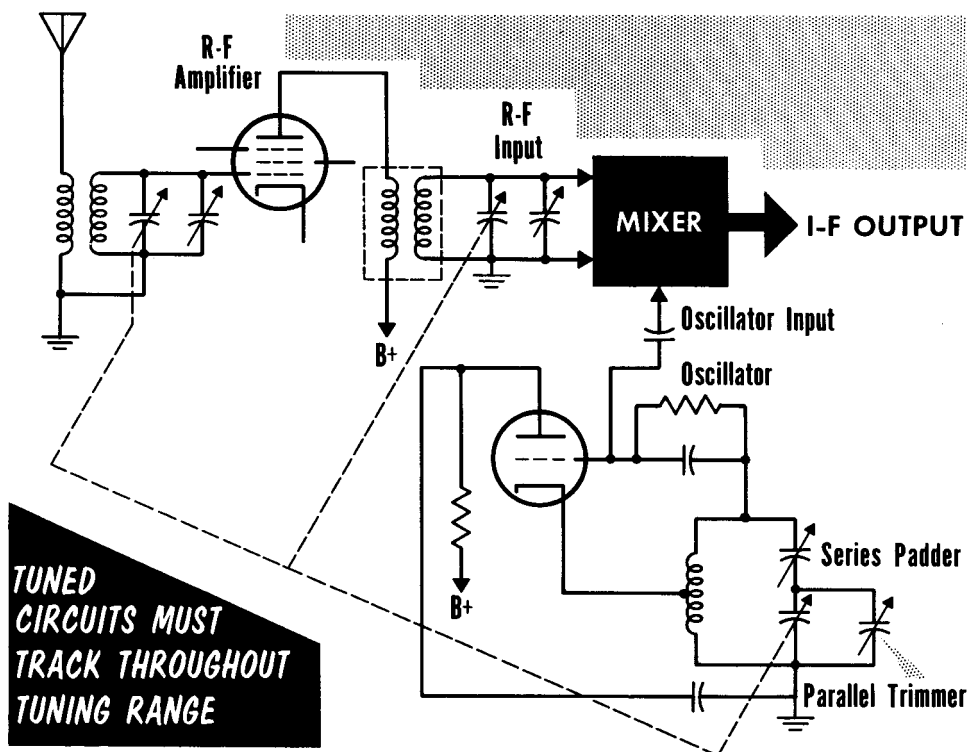 R-F
Amplifier
R-F
Input
MIXER
I-F OUTPUT
B+
Oscillator Input
Oscillator
B+
Series Padder
Parallel Trimmer
TUNED
CIRCUITS MUST
TRACK THROUGHOUT
TUNING RANGE